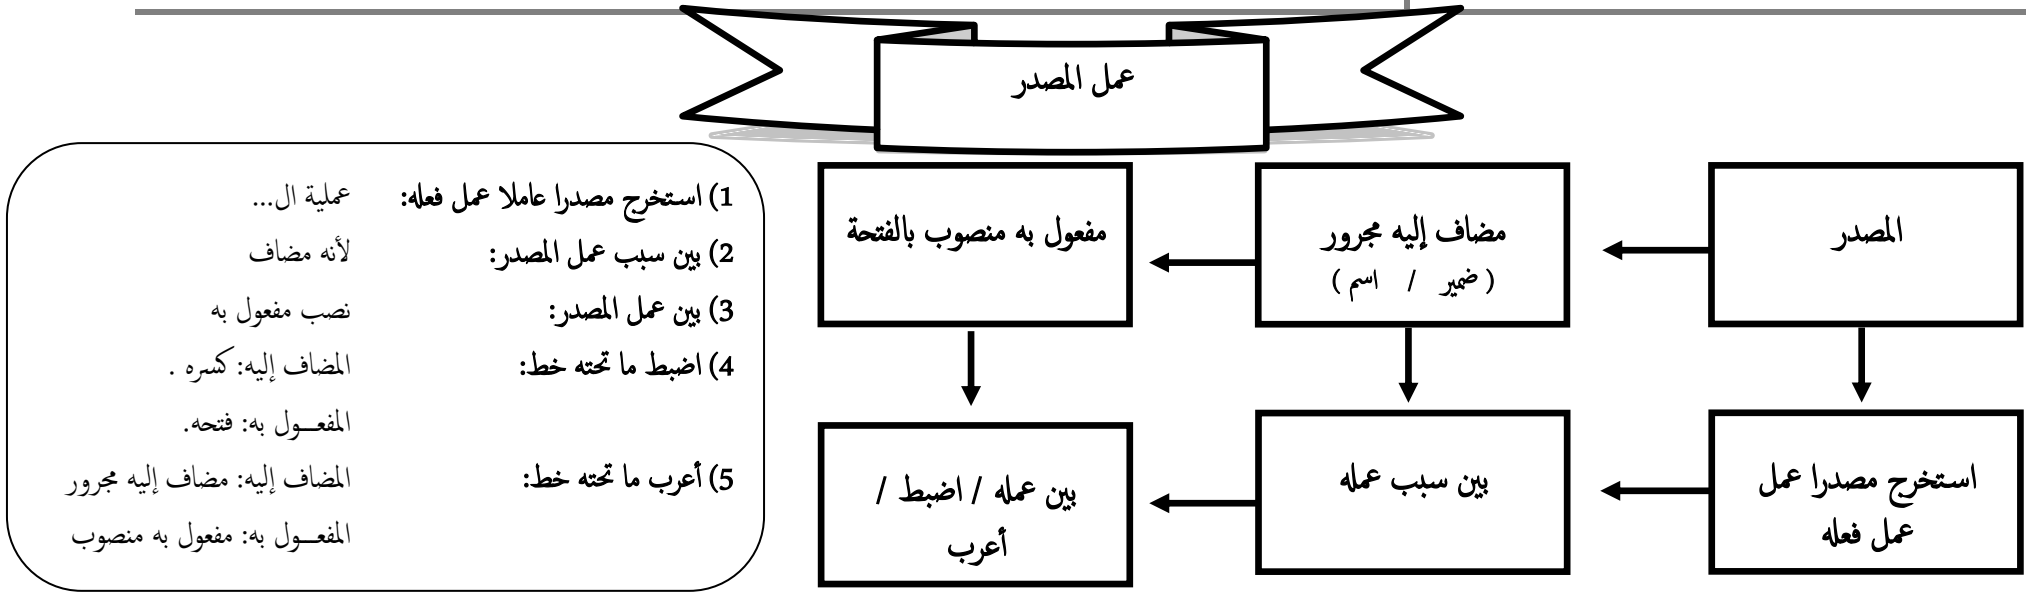 عمل المصدر
المصدر
مضاف إليه مجرور
( ضمير / اسم )
مفعول به منصوب بالفتحة
استخرج مصدرا عمل
عمل فعله
بين سبب عمله
بين عمله / اضبط /
أعرب
1) استخرج مصدرا عاملا عمل فعله: عملية ال...
2) بين سبب عمل المصدر: لأنه مضاف
3) بين عمل المصدر: نصب مفعول به
4) اضبط ما تحته خط: المضاف إليه: كسره .
المفعــول به: فتحه.
5) أعرب ما تحته خط: المضاف إليه: مضاف إليه مجرور
المفعــول به: مفعول به منصوب